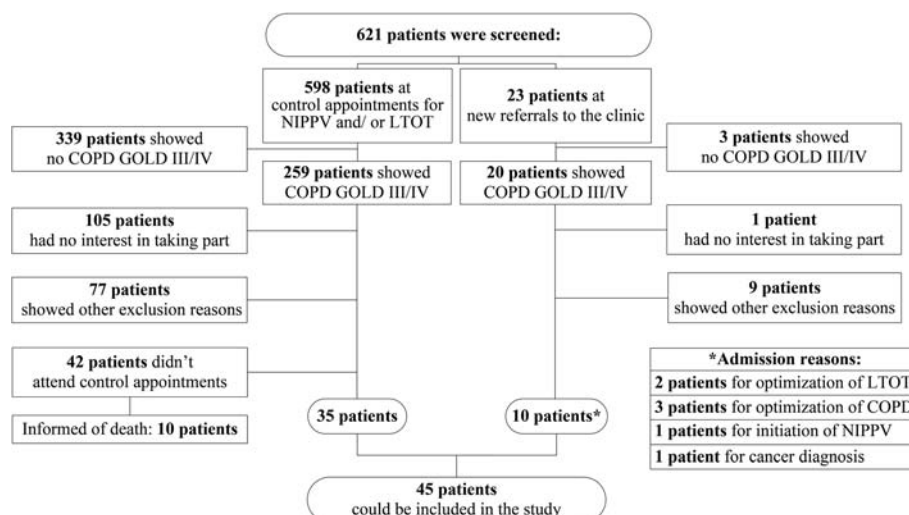 621 patients were screened:
598 patients at
control appointments for
NIPPV and/ or LTOT
23 patients at
new referrals to the clinic
339 patients showed
no COPD GOLD III/IV
3 patients showed
no COPD GOLD III/IV
259 patients showed
COPD GOLD III/IV
20 patients showed
COPD GOLD III/IV
105 patients
had no interest in taking part
1 patient
had no interest in taking part
77 patients
showed other exclusion reasons
9 patients
showed other exclusion reasons
42 patients didn't
attend control appointments
Informed of death: 10 patients
35 patients
10 patients*
*Admission reasons:
2 patients for optimization of LTOT
3 patients for optimization of COPD
1 patients for initiation of NIPPV
1 patient for cancer diagnosis
45 patients
could be included in the study